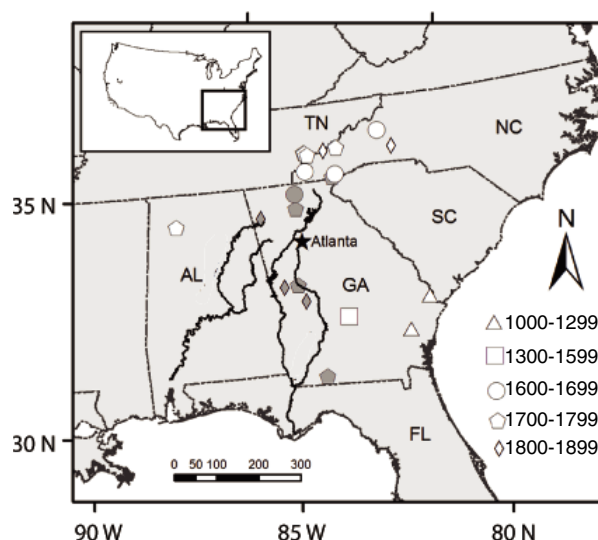 TN
NC
35 N
SC
N
Atlanta
AL
GA
1000-1299
1300-1599
1600-1699
30 N
FL
1700-1799
1800-1899
0 50 100 200 300
90 W
85 W
80 N